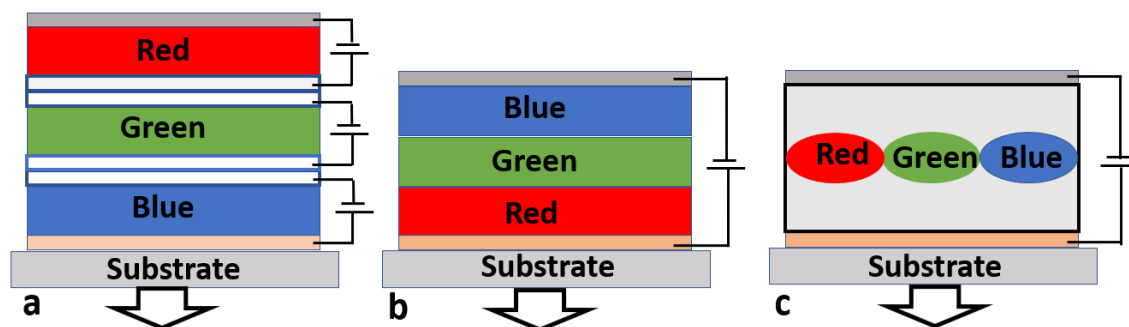 Red
Green
Blue
Substrate
a
Blue
Green
Red
Substrate
b
Red Green Blue
Substrate
c